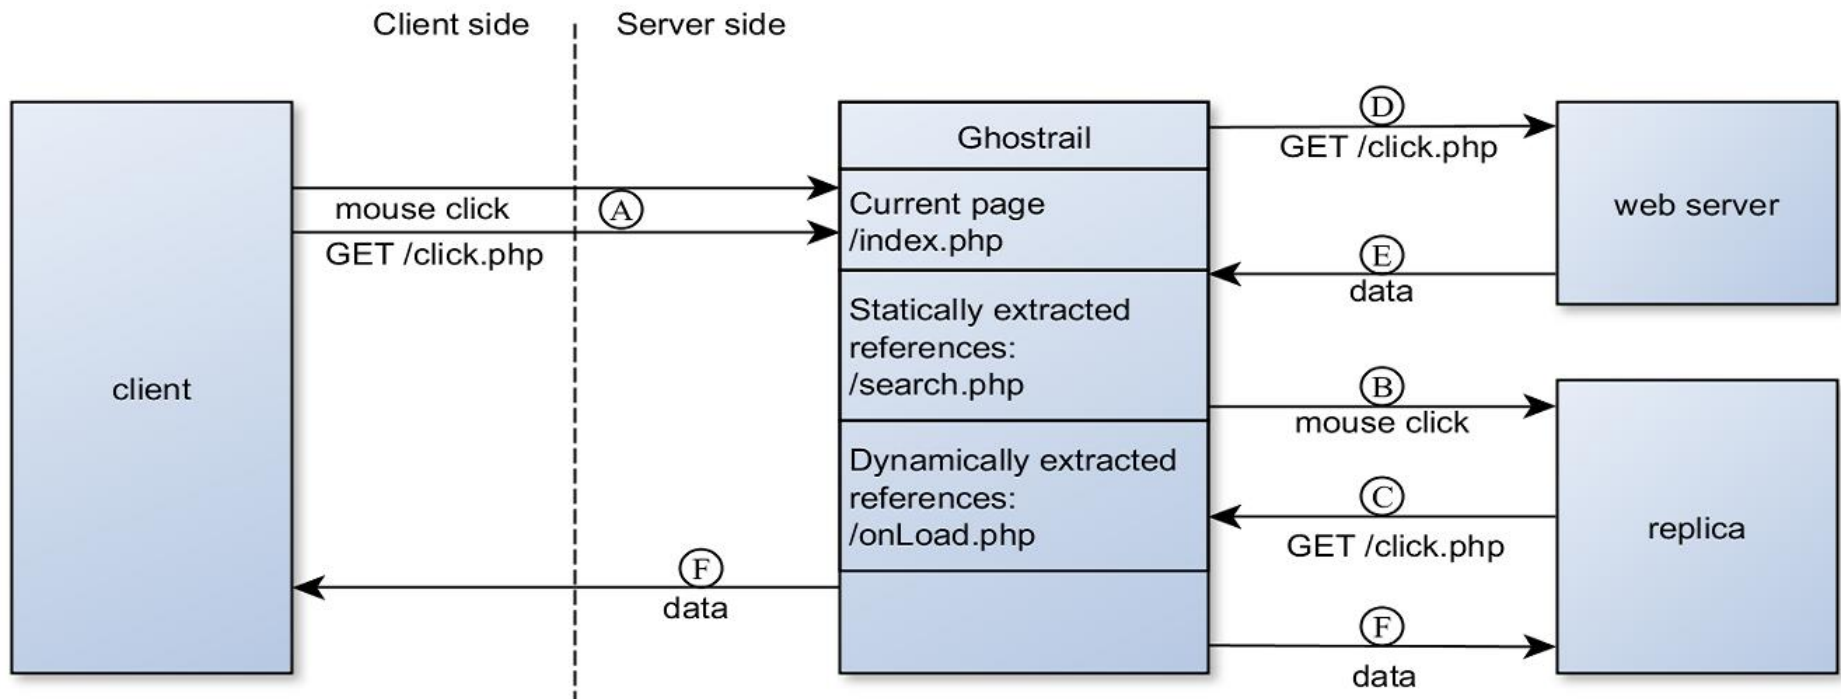 Client side
Server side
client
mouse click
A
GET /click.php
F
data
Ghostrail
Current page
/index.php
Statically extracted
references:
/search.php
Dynamically extracted
references:
/onLoad.php
D
GET /click.php
E
data
B
mouse click
C
GET /click.php
F
data
web server
replica